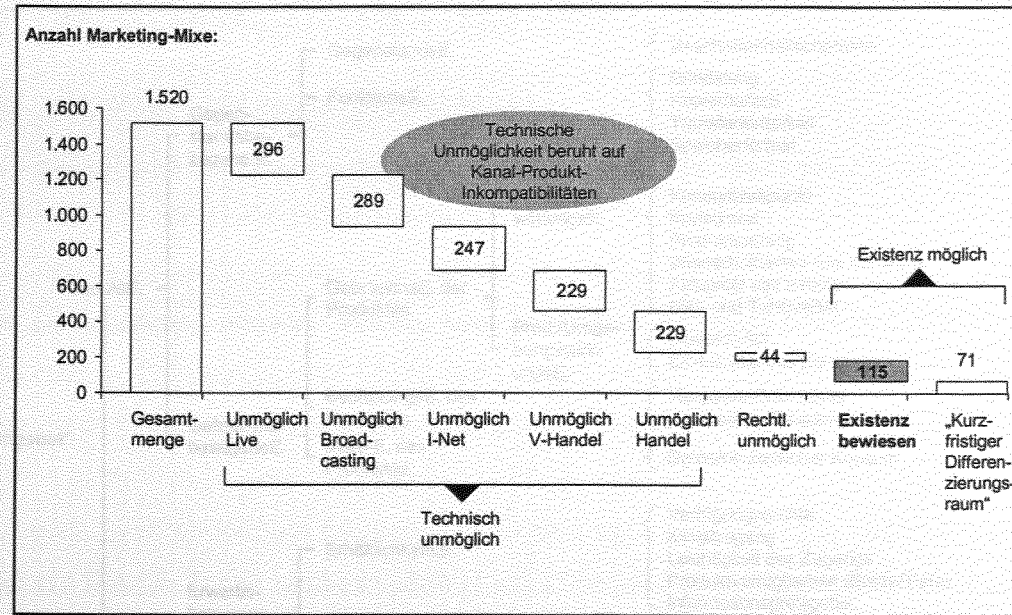 Anzahl Marketing-Mixe:
1.600
1.400
1.200
1.000
800
600
400
200
0
1.520
296
289
247
229
229
44
115
71
Technische
Unmöglichkeit beruht auf
Kanal-Produkt-
Inkompatibilitäten
Existenz möglich
Gesamt-
menge
Unmöglich
Live
Unmöglich
Broad-
casting
Unmöglich
I-Net
Unmöglich
V-Handel
Unmöglich
Handel
Rechtl.
unmöglich
Existenz
bewiesen
„Kurz-
fristiger
Differen-
zierungs-
raum“
Technisch
unmöglich